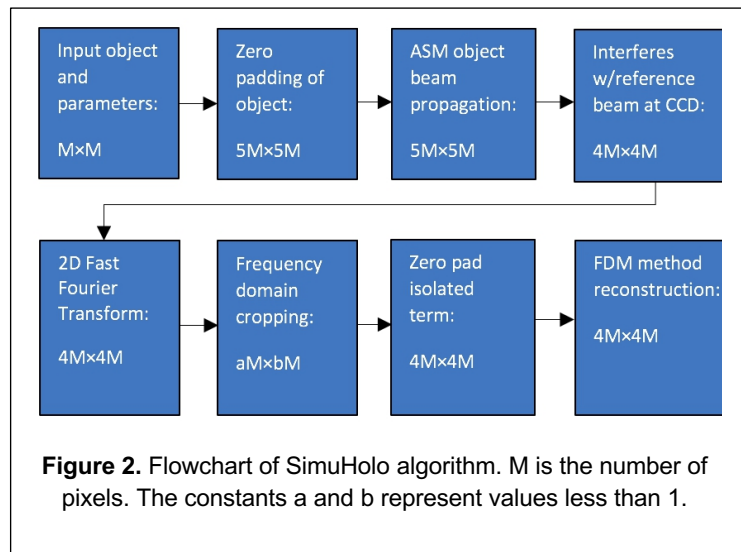 Input object
and
parameters:
M×M
Zero
padding of
object:
5M×5M
ASM object
beam
propagation:
5M×5M
Interferes
w/reference
beam at CCD:
4M×4M
2D Fast
Fourier
Transform:
4M×4M
Frequency
domain
cropping:
aM×bM
Zero pad
isolated
term:
4M×4M
FDM method
reconstruction:
4M×4M
Figure 2. Flowchart of SimuHolo algorithm. M is the number of
pixels. The constants a and b represent values less than 1.